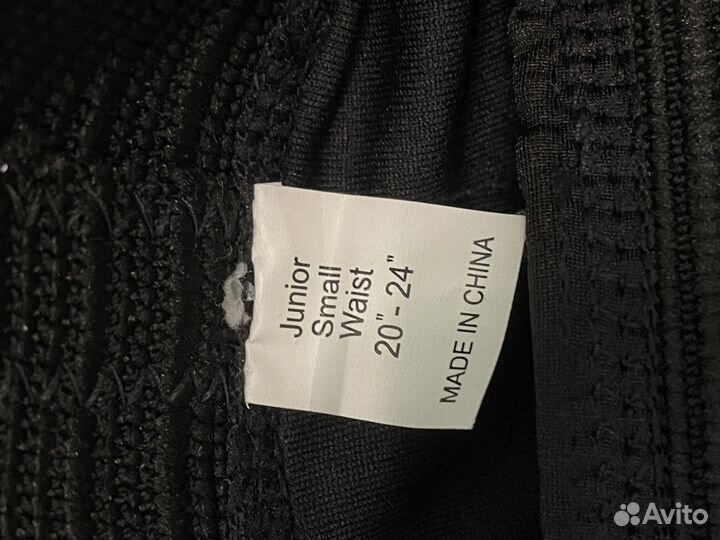 Junior
Small
Waist
20" - 24"
MADE IN CHINA
Avito